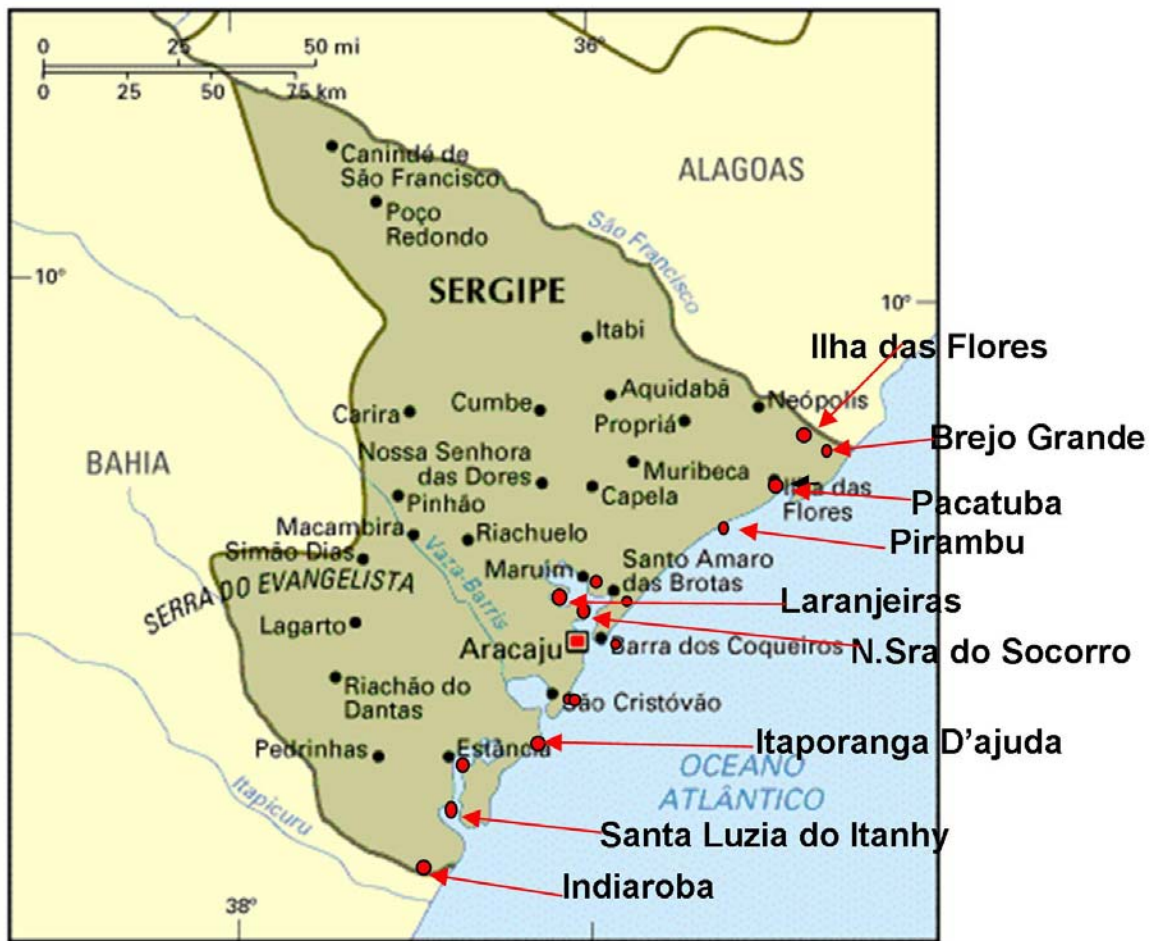 0 25 50 mi
0 25 50 75 km
36º
Canindé de
São Francisco
ALAGOAS
Poço
Redondo
São Francisco
10º
SERGIPE
10º
Itabi
Ilha das Flores
Aquidabã
Neópolis
Carira
Cumbe
Propriá
Brejo Grande
BAHIA
Nossa Senhora
das Dores
Muribeca
Pinhão
Capela
Ilha das
Flores
Pacatuba
Macambira
Riachuelo
Pirambu
Simão Dias
Vaza-Barris
Maruim
Santo Amaro
das Brotas
SERRA DO EVANGELISTA
Laranjeiras
Lagarto
Aracaju
Barra dos Coqueiros
N.Sra do Socorro
Riachão do
Dantas
São Cristóvão
Pedrinhas
Estância
Itaporanga D'ajuda
Itapicuru
OCEANO
ATLÂNTICO
Santa Luzia do Itanhy
Indiaroba
38º